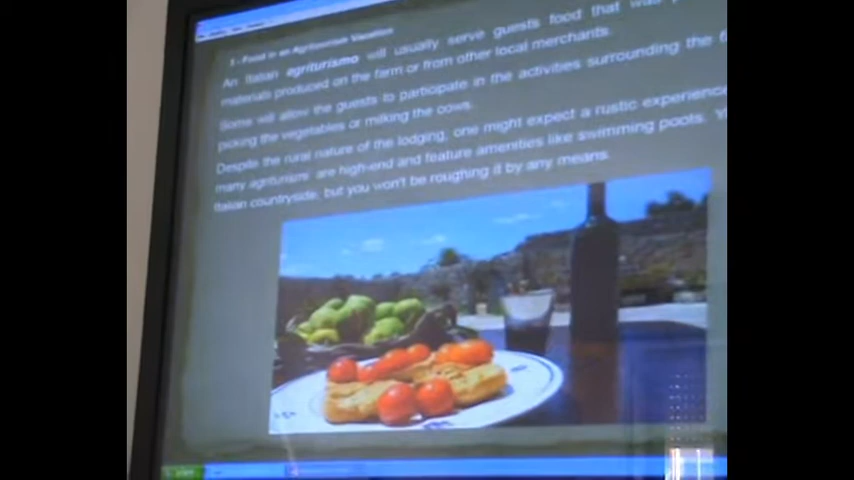 1 - Food in an Agriturismo Vacation
An Italian agriturismo will usually serve guests food that was
materials produced on the farm or from other local merchants.
Some will allow the guests to participate in the activities surrounding the
picking the vegetables or milking the cows.
Despite the rural nature of the lodging, one might expect a rustic experience
many agriturismi are high-end and feature amenities like swimming pools.
Italian countryside, but you won't be roughing it by any means.